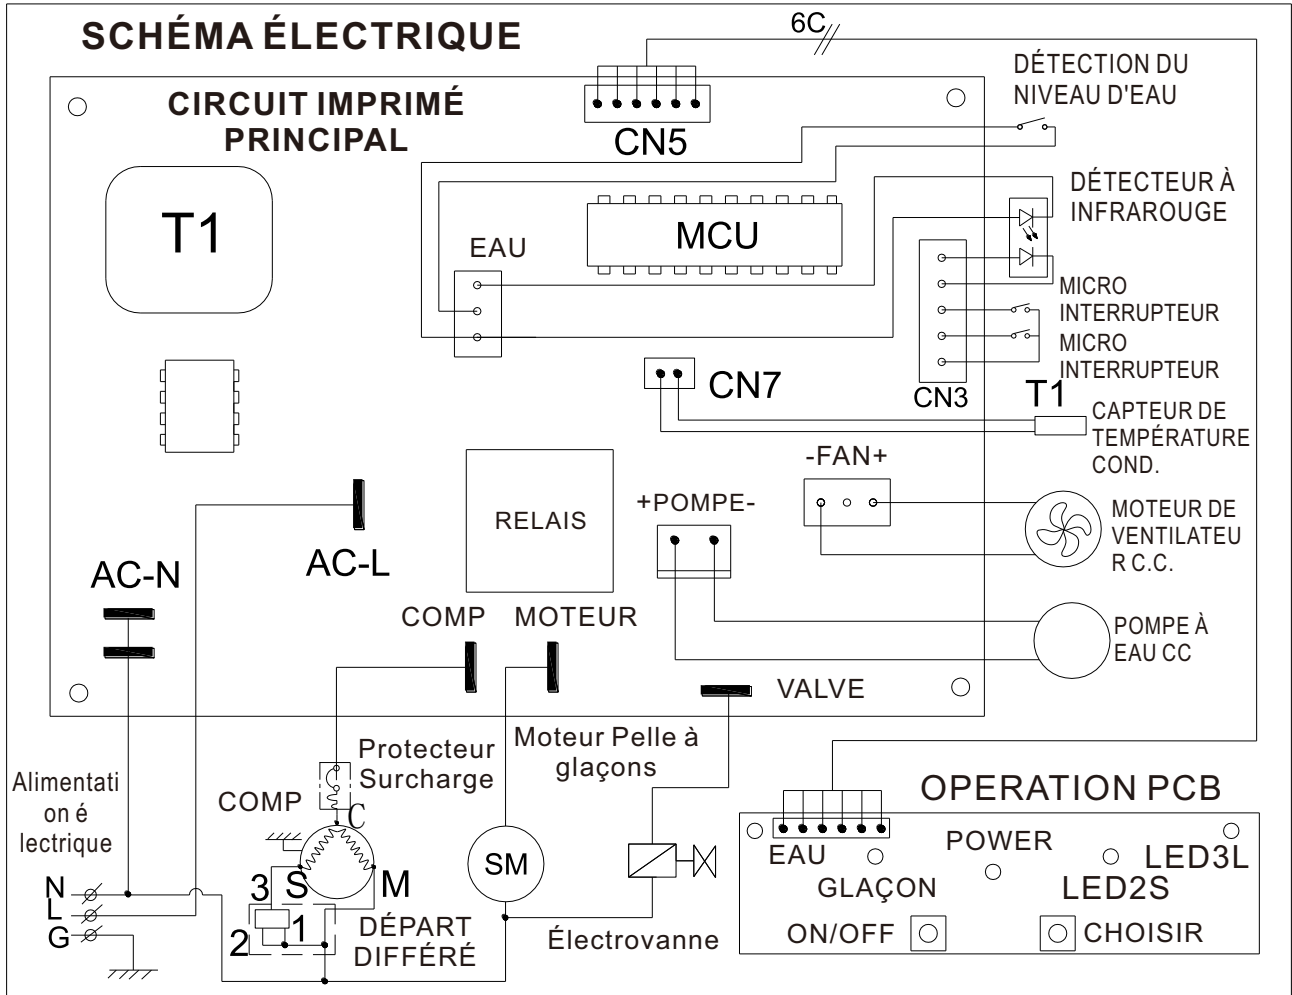 SCHÉMA ÉLECTRIQUE
6C
DÉTECTION DU
NIVEAU D'EAU
CIRCUIT IMPRIMÉ
PRINCIPAL
CN5
T1
MCU
DÉTECTEUR À
INFRAROUGE
EAU
MICRO
INTERRUPTEUR
MICRO
INTERRUPTEUR
CN7
CN3
T1
CAPTEUR DE
TEMPÉRATURE
COND.
-FAN+
+POMPE-
RELAIS
MOTEUR DE
VENTILATEU
R C.C.
AC-N
AC-L
COMP
MOTEUR
POMPE À
EAU CC
VALVE
Protecteur
Surcharge
Moteur Pelle à
glaçons
Alimentati
on é
lectrique
COMP
C
OPERATION PCB
SM
EAU
GLAÇON
POWER
LED2S
LED3L
N
L
G
3
S
M
2
1
DÉPART
DIFFÉRÉ
Électrovanne
ON/OFF
CHOISIR